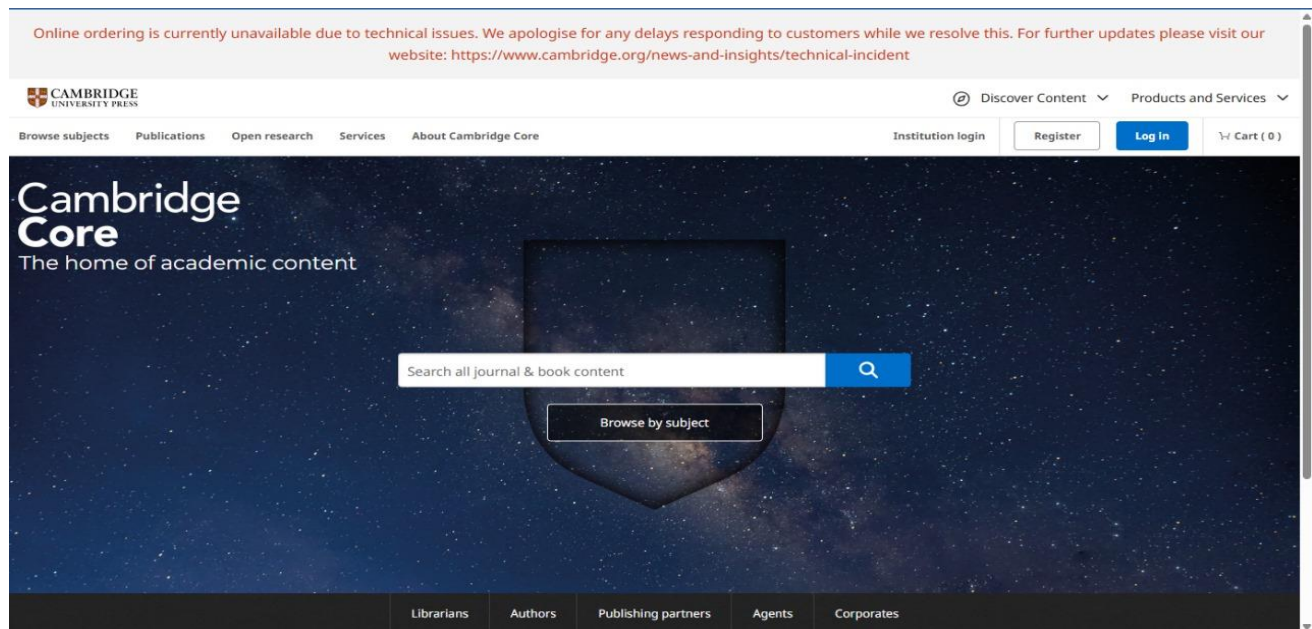 Online ordering is currently unavailable due to technical issues. We apologise for any delays responding to customers while we resolve this. For further updates please visit our
website: https://www.cambridge.org/news-and-insights/technical-incident
CAMBRIDGE
UNIVERSITY PRESS
Discover Content
Products and Services
Browse subjects
Publications
Open research
Services
About Cambridge Core
Institution login
Register
Log in
Cart ( 0 )
Cambridge
Core
The home of academic content
Search all journal & book content
Browse by subject
Librarians
Authors
Publishing partners
Agents
Corporates